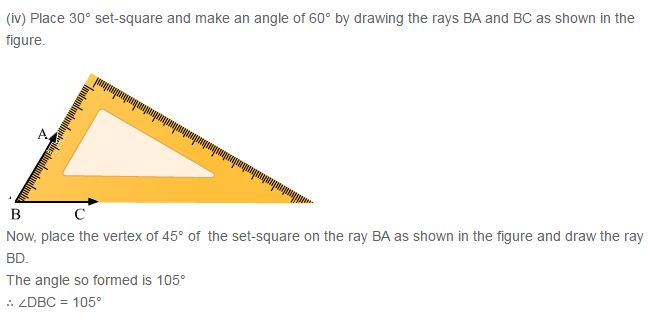 (iv) Place 30° set-square and make an angle of 60° by drawing the rays BA and BC as shown in the
figure.
A
B C
Now, place the vertex of 45° of the set-square on the ray BA as shown in the figure and draw the ray
BD.
The angle so formed is 105°
∴ ∠DBC = 105°